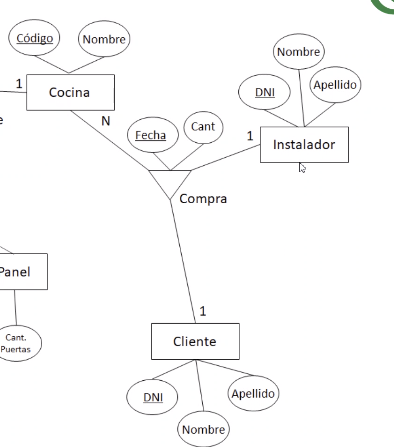 Código
Nombre
1
Cocina
N
Nombre
DNI
Apellido
Fecha
Cant
1
Instalador
Compra
Panel
Cant.
Puertas
1
Cliente
DNI
Nombre
Apellido